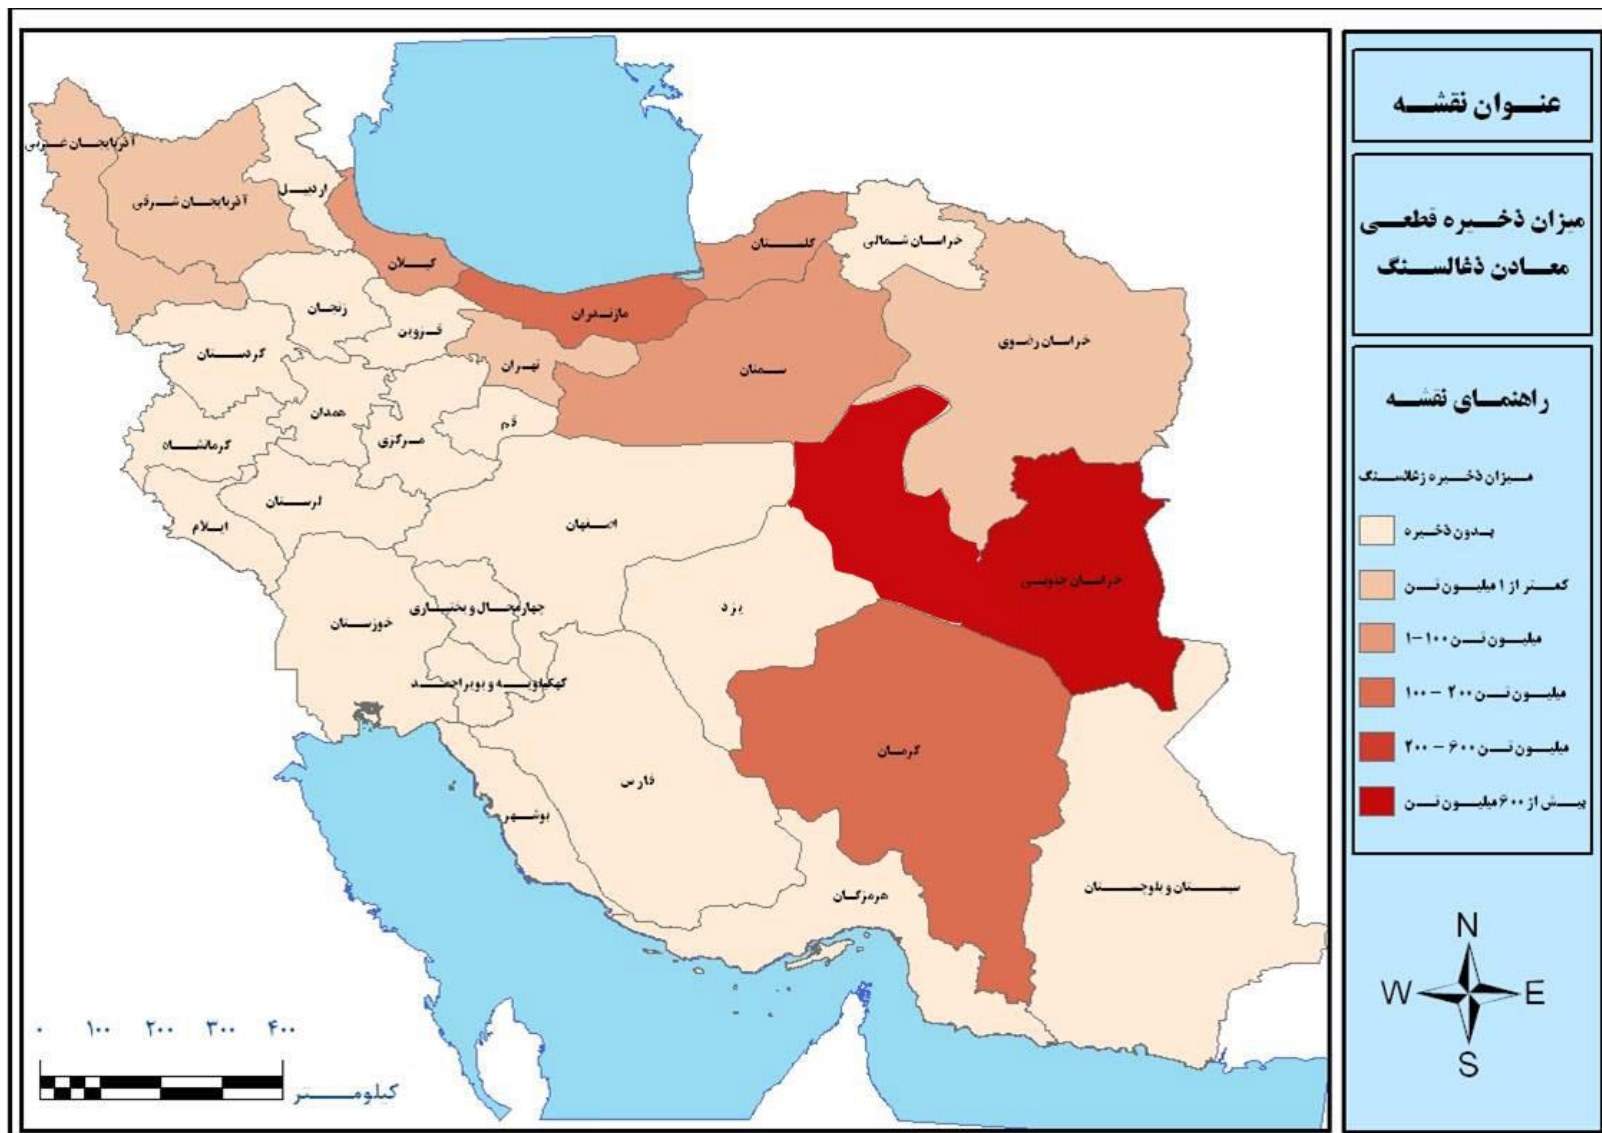 عنوان نقشه
میزان ذخیره قطعی
معادن ذغالسنگ
راهنمای نقشه
میزان ذخیره زغالسنگ
بدون ذخیره
کمتر از ۱ میلیون تن
میلیون تن ۱۰۰-۱
میلیون تن ۲۰۰ - ۱۰۰
میلیون تن ۶۰۰ - ۲۰۰
بیش از ۶۰۰ میلیون تن
N
W E
S
آذربایجان غربی
آذربایجان شرقی
اردبیل
گیلان
گلستان
خراسان شمالی
زنجان
قزوین
مازندران
کردستان
تهران
سمنان
خراسان رضوی
همدان
کرمانشاه
مرکزی
قم
لرستان
ایلام
اصفهان
خوزستان
چهارمحال و بختیاری
یزد
خراسان جنوبی
کهکیلویه و بویراحمد
کرمان
فارس
بوشهر
هرمزگان
سیستان و بلوچستان
۰ ۱۰۰ ۲۰۰ ۳۰۰ ۴۰۰
کیلومتر